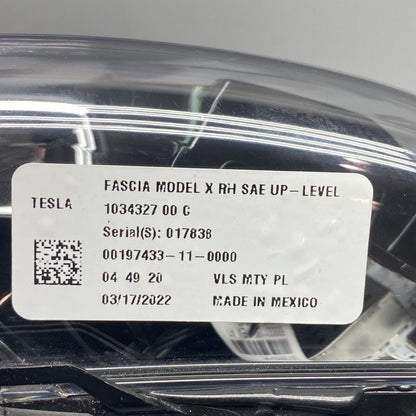 FASCIA MODEL X RH SAE UP-LEVEL
TESLA 1034327 00 C
Serial(S): 017838
00197433-11-0000
04 49 20 VLS MTY PL
03/17/2022 MADE IN MEXICO